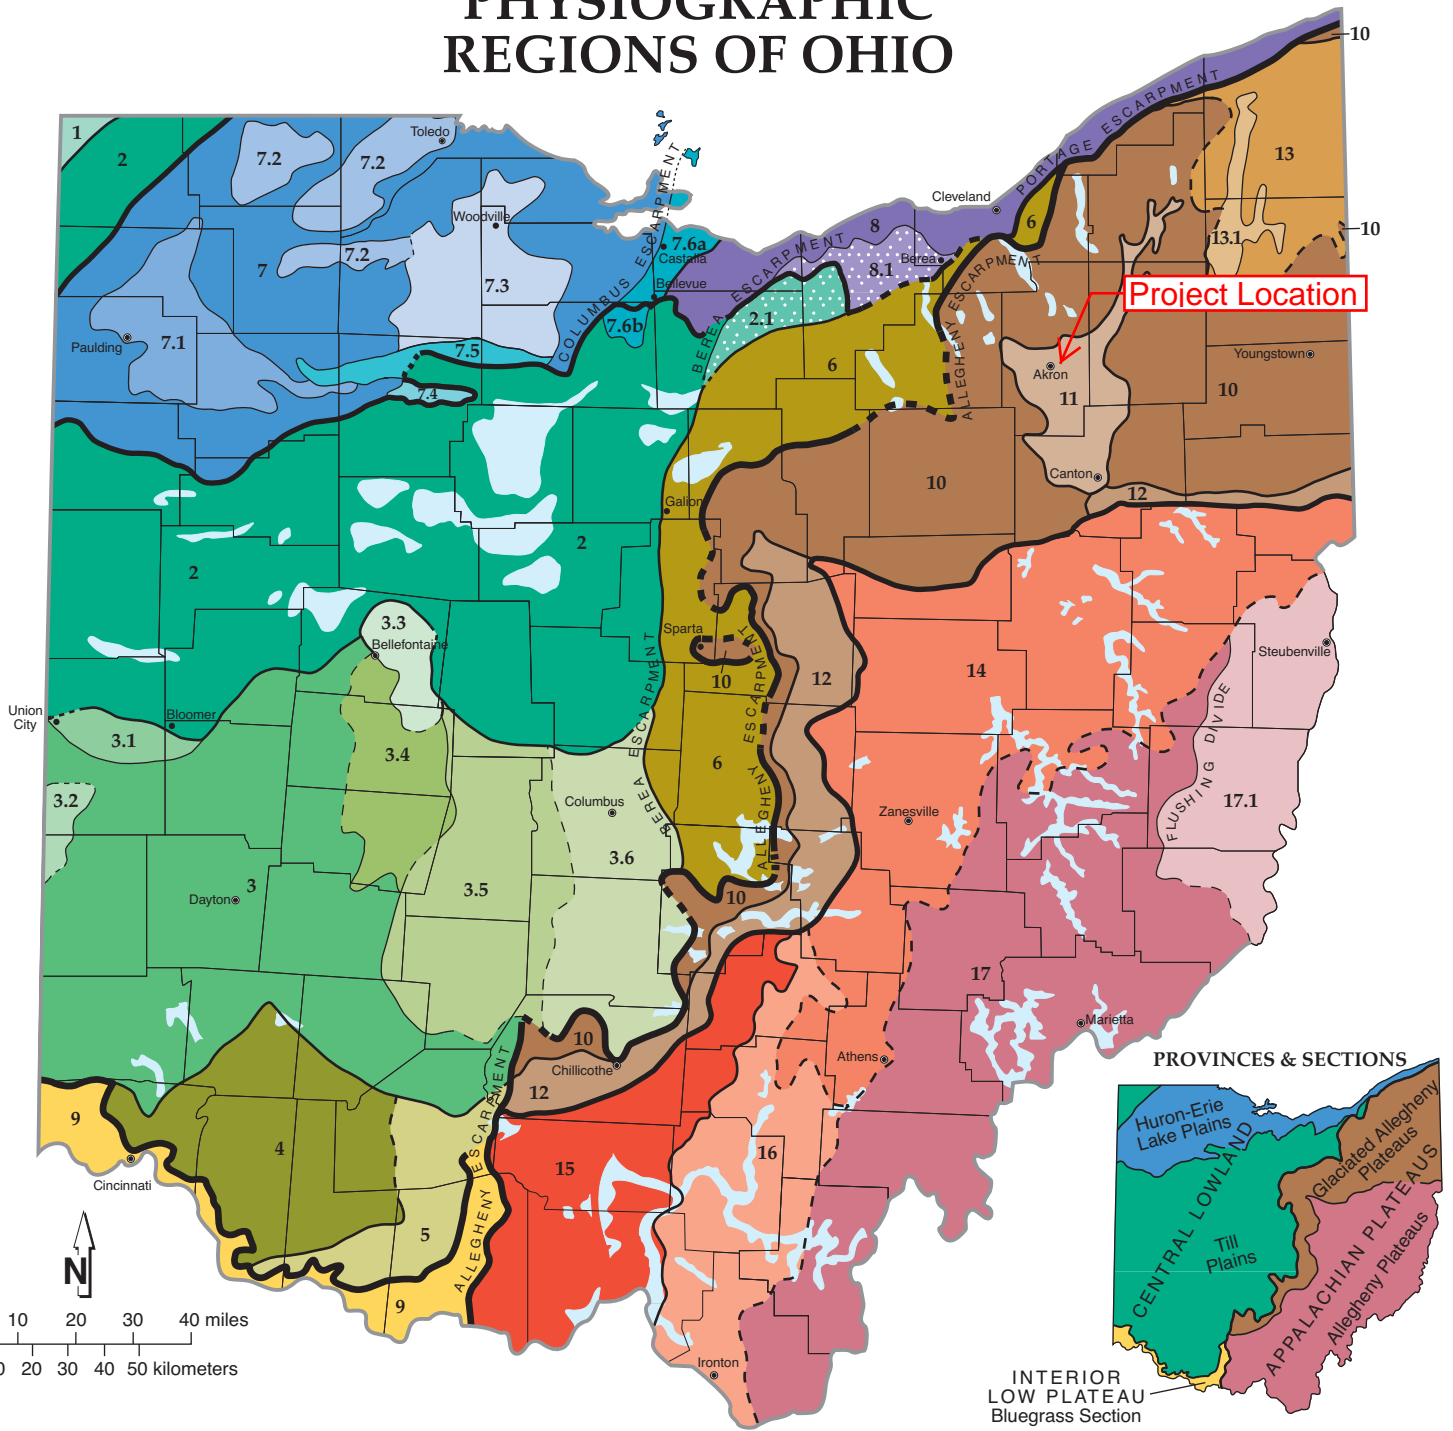 PHYSIOGRAPHIC
REGIONS OF OHIO
10
1
2
7.2
7.2
Toledo
13
Cleveland
PORTAGE ESCARPMENT
Woodville
6
8
10
13.1
7.6a
Castalia
7
7.2
8.1
Berea
7.3
Bellevue
COLUMBUS ESCARPMENT
BEREA ESCARPMENT
ALLEGHENY ESCARPMENT
Project Location
2.1
7.6b
Paulding
7.1
7.5
6
Youngstown
Akron
10
7.4
11
10
Canton
12
Galion
2
2
3.3
Bellefontaine
Sparta
Steubenville
10
12
14
Union
City
Bloomer
3.1
BEREA ESCARPMENT
ALLEGHENY ESCARPMENT
FLUSHING DIVIDE
3.4
6
3.2
Columbus
17.1
Zanesville
3.6
3
3.5
Dayton
10
17
Marietta
10
Athens
Chillicothe
12
PROVINCES & SECTIONS
9
4
Huron-Erie
Lake Plains
Glaciated Allegheny
Plateaus
CENTRAL LOWLAND
16
15
Cincinnati
ALLEGHENY ESCARPMENT
5
Till
Plains
APPALACHIAN PLATEAUS
Allegheny Plateaus
N
9
10 20 30 40 miles
0 20 30 40 50 kilometers
Ironton
INTERIOR
LOW PLATEAU
Bluegrass Section